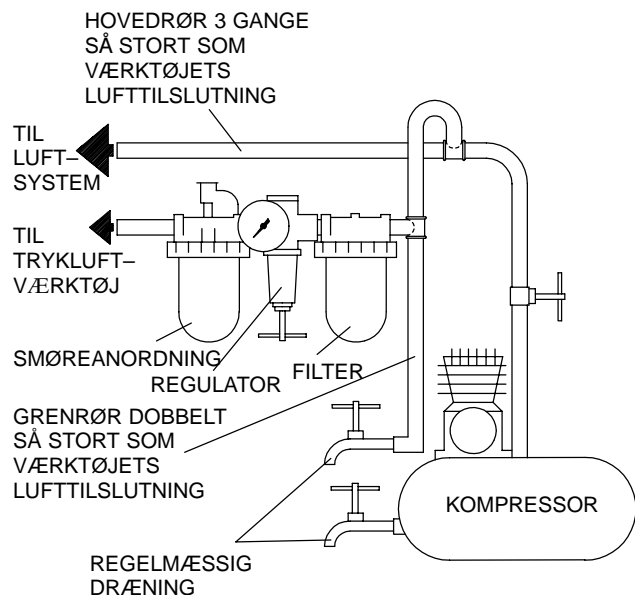 HOVEDRØR 3 GANGE
SÅ STORT SOM
VÆRKTØJETS
LUFTTILSLUTNING
TIL
LUFT–
SYSTEM
TIL
TRYKLUFT–
VÆRKTØJ
SMØREANORDNING
REGULATOR
FILTER
GRENRØR DOBBELT
SÅ STORT SOM
VÆRKTØJETS
LUFTTILSLUTNING
KOMPRESSOR
REGELMÆSSIG
DRÆNING